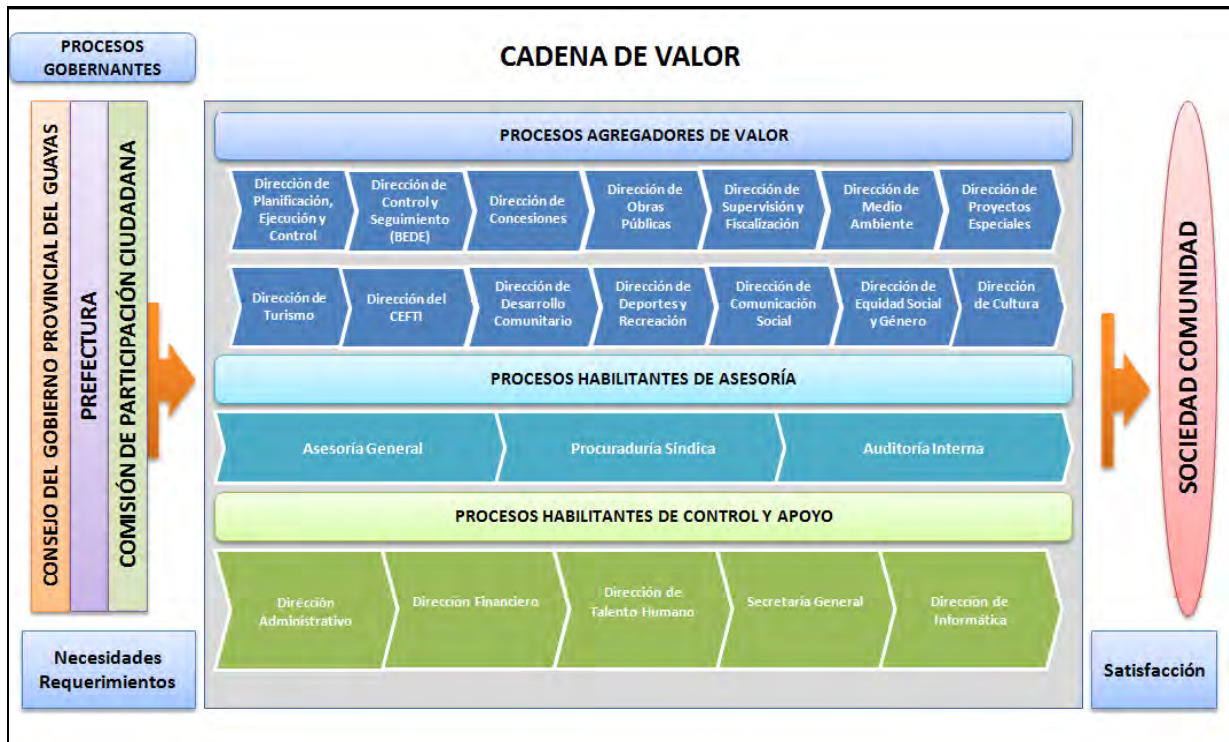 PROCESOS
GOBERNANTES
CADENA DE VALOR
CONSEJO DEL GOBIERNO PROVINCIAL DEL GUAYAS
PREFECTURA
COMISIÓN DE PARTICIPACIÓN CIUDADANA
PROCESOS AGREGADORES DE VALOR
Dirección de
Planificación,
Ejecución y
Control
Dirección de
Control y
Seguimiento
(BEDE)
Dirección de
Concesiones
Dirección de
Obras
Públicas
Dirección de
Supervisión y
Fiscalización
Dirección de
Medio
Ambiente
Dirección de
Proyectos
Especiales
Dirección de
Turismo
Dirección del
CEFTI
Dirección de
Desarrollo
Comunitario
Dirección de
Deportes y
Recreación
Dirección de
Comunicación
Social
Dirección de
Equidad Social
y Género
Dirección
de Cultura
PROCESOS HABILITANTES DE ASESORÍA
Asesoría General
Procuraduría Síndica
Auditoría Interna
PROCESOS HABILITANTES DE CONTROL Y APOYO
Dirección
Administrativo
Dirección Financiero
Dirección de
Talento Humano
Secretaría General
Dirección de
Informática
SOCIEDAD COMUNIDAD
Necesidades
Requerimientos
Satisfacción